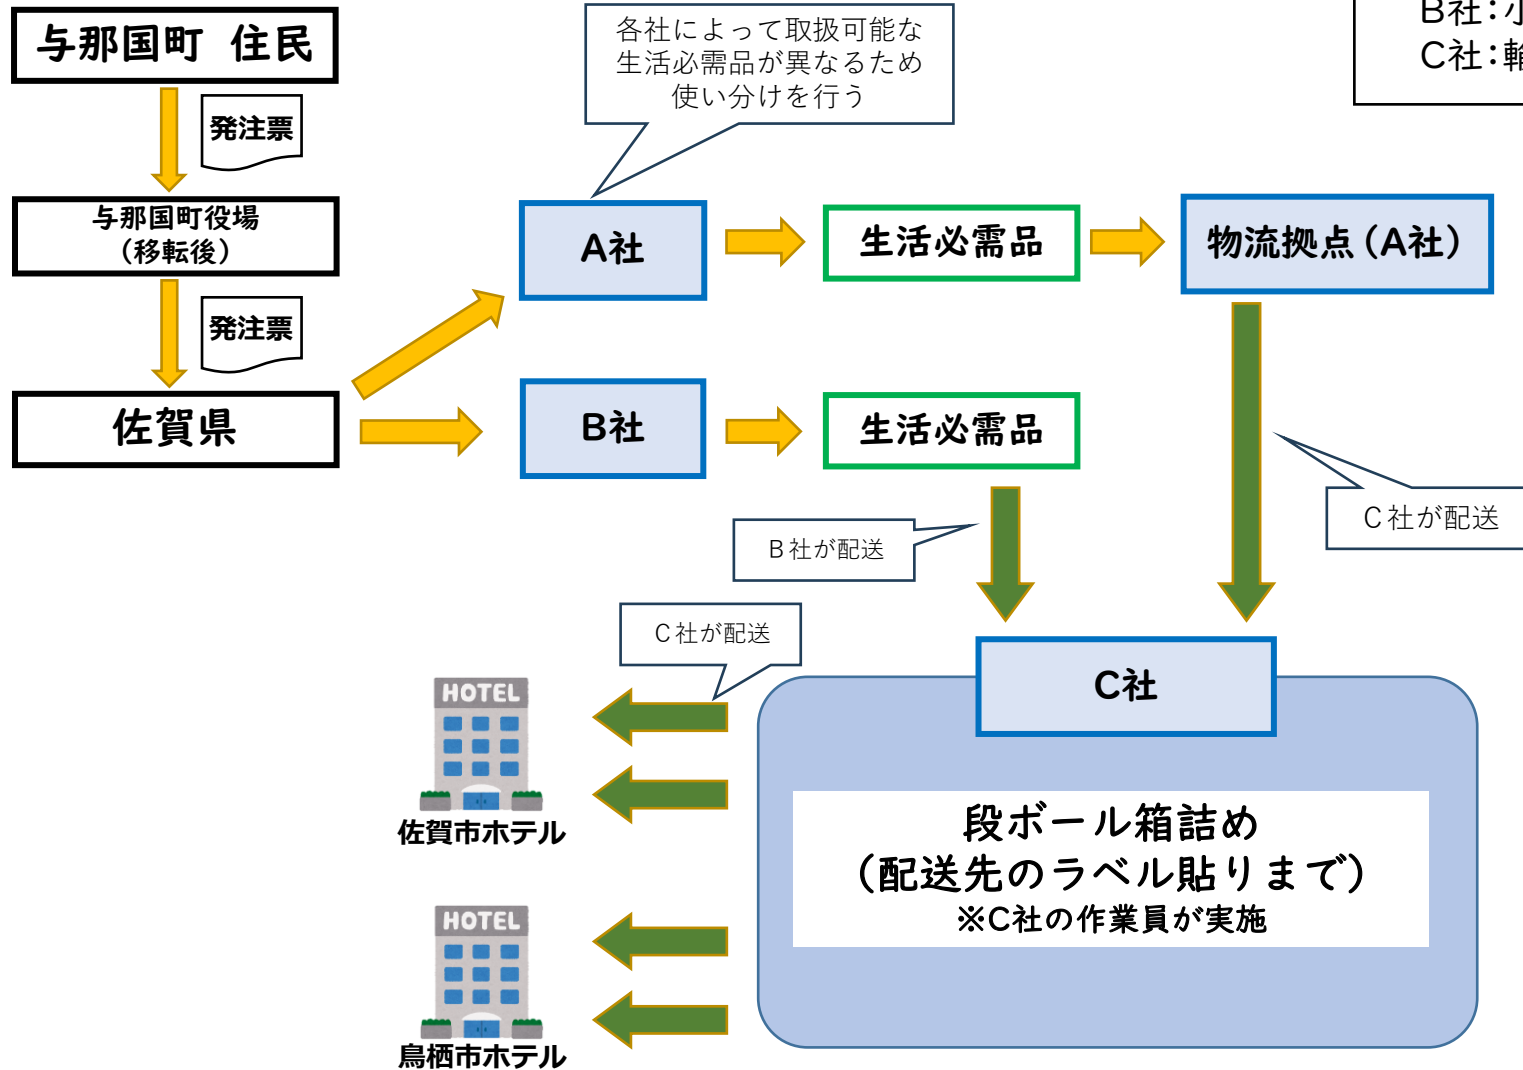 与那国町 住民
発注票
与那国町役場
（移転後）
発注票
佐賀県
各社によって取扱可能な
生活必需品が異なるため
使い分けを行う
B社：小
C社：輸
A社
生活必需品
物流拠点（A社）
B社
生活必需品
B社が配送
C社が配送
C社が配送
C社
段ボール箱詰め
（配送先のラベル貼りまで）
※C社の作業員が実施
HOTEL
佐賀市ホテル
HOTEL
鳥栖市ホテル